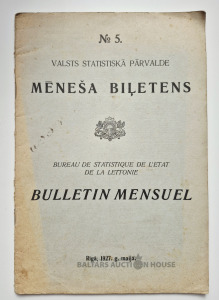 № 5.
VALSTS STATISTISKĀ PĀRVALDE
MĒNEŠA BIĻETENS
BUREAU DE STATISTIQUE DE L'ETAT
DE LA LETTONIE
BULLETIN MENSUEL
Rīgā, 1927. g. maijā.
BALTARS AUCTION HOUSE